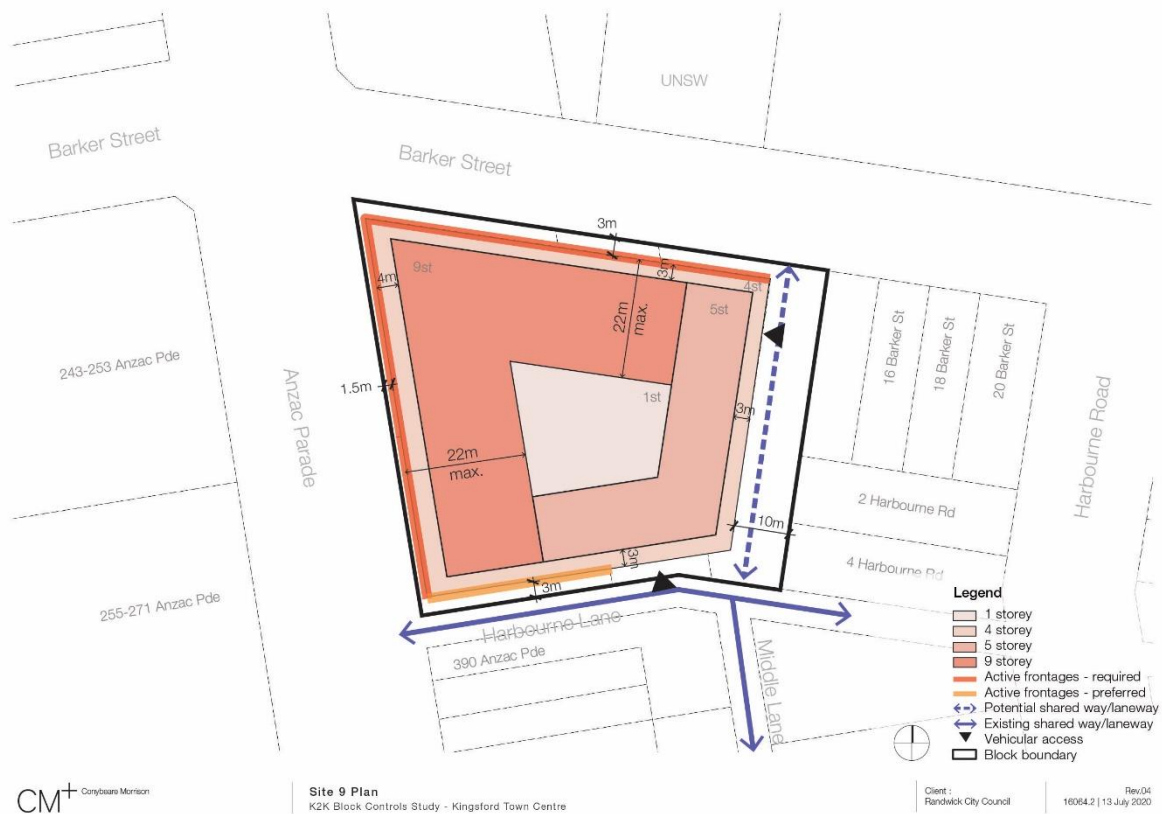 UNSW
Barker Street
Barker Street
3m
9st
3m
4m
4st
5st
22m
max.
243-253 Anzac Pde
1.5m
Anzac Parade
1st
3m
16 Barker St
18 Barker St
20 Barker St
Harbourne Road
22m
max.
2 Harbourne Rd
10m
4 Harbourne Rd
3m
3m
255-271 Anzac Pde
Harbourne Lane
390 Anzac Pde
Middle Lane
Legend
1 storey
4 storey
5 storey
9 storey
Active frontages - required
Active frontages - preferred
Potential shared way/laneway
Existing shared way/laneway
Vehicular access
Block boundary
CM+ Conybeare Morrison
Site 9 Plan
K2K Block Controls Study - Kingsford Town Centre
Client :
Randwick City Council
Rev.04
16064.2 | 13 July 2020